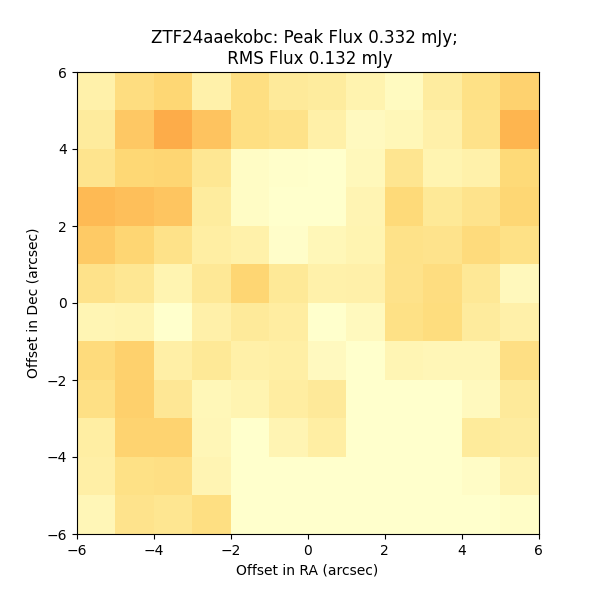 ZTF24aaekobc: Peak Flux 0.332 mJy;
RMS Flux 0.132 mJy
6
4
2
0
−2
−4
−6
Offset in Dec (arcsec)
−6 −4 −2 0 2 4 6
Offset in RA (arcsec)